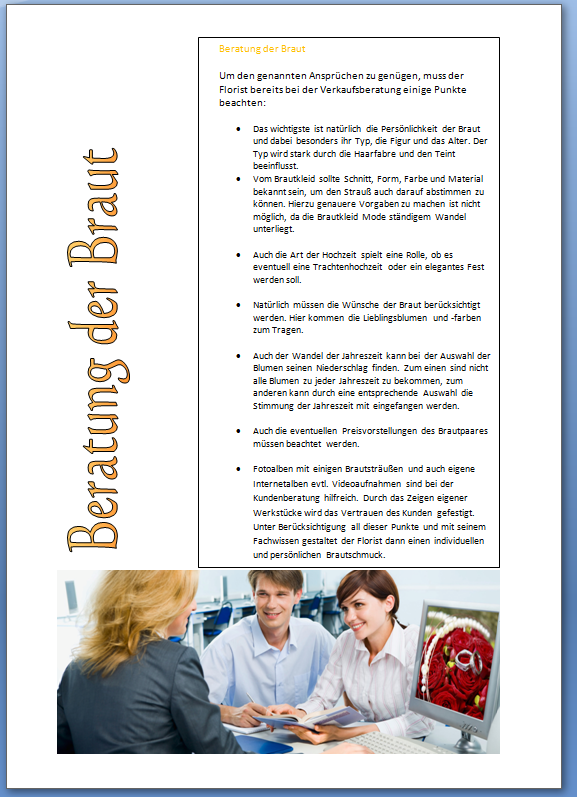 Beratung der Braut
Beratung der Braut
Um den genannten Ansprüchen zu genügen, muss der
Florist bereits bei der Verkaufsberatung einige Punkte
beachten:
• Das wichtigste ist natürlich die Persönlichkeit der Braut
und dabei besonders ihr Typ, die Figur und das Alter. Der
Typ wird stark durch die Haarfarbe und den Teint
beeinflusst.
• Vom Brautkleid sollte Schnitt, Form, Farbe und Material
bekannt sein, um den Strauß auch darauf abstimmen zu
können. Hierzu genauere Vorgaben zu machen ist nicht
möglich, da die Brautkleid Mode ständigem Wandel
unterliegt.
• Auch die Art der Hochzeit spielt eine Rolle, ob es
eventuell eine Trachtenhochzeit oder ein elegantes Fest
werden soll.
• Natürlich müssen die Wünsche der Braut berücksichtigt
werden. Hier kommen die Lieblingsblumen und -farben
zum Tragen.
• Auch der Wandel der Jahreszeit kann bei der Auswahl der
Blumen seinen Niederschlag finden. Zum einen sind nicht
alle Blumen zu jeder Jahreszeit zu bekommen, zum
anderen kann durch eine entsprechende Auswahl die
Stimmung der Jahreszeit mit eingefangen werden.
• Auch die eventuellen Preisvorstellungen des Brautpaares
müssen beachtet werden.
• Fotoalben mit einigen Brautsträußen und auch eigene
Internetalben evtl. Videoaufnahmen sind bei der
Kundenberatung hilfreich. Durch das Zeigen eigener
Werkstücke wird das Vertrauen des Kunden gefestigt.
Unter Berücksichtigung all dieser Punkte und mit seinem
Fachwissen gestaltet der Florist dann einen individuellen
und persönlichen Brautschmuck.